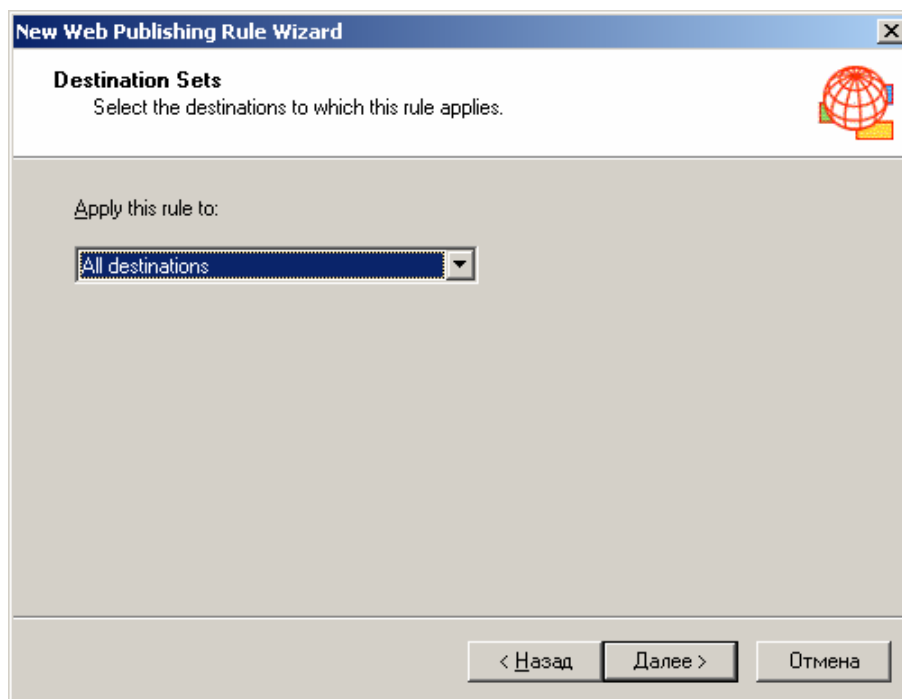 New Web Publishing Rule Wizard
Destination Sets
Select the destinations to which this rule applies.
Apply this rule to:
All destinations
< Назад Далее > Отмена